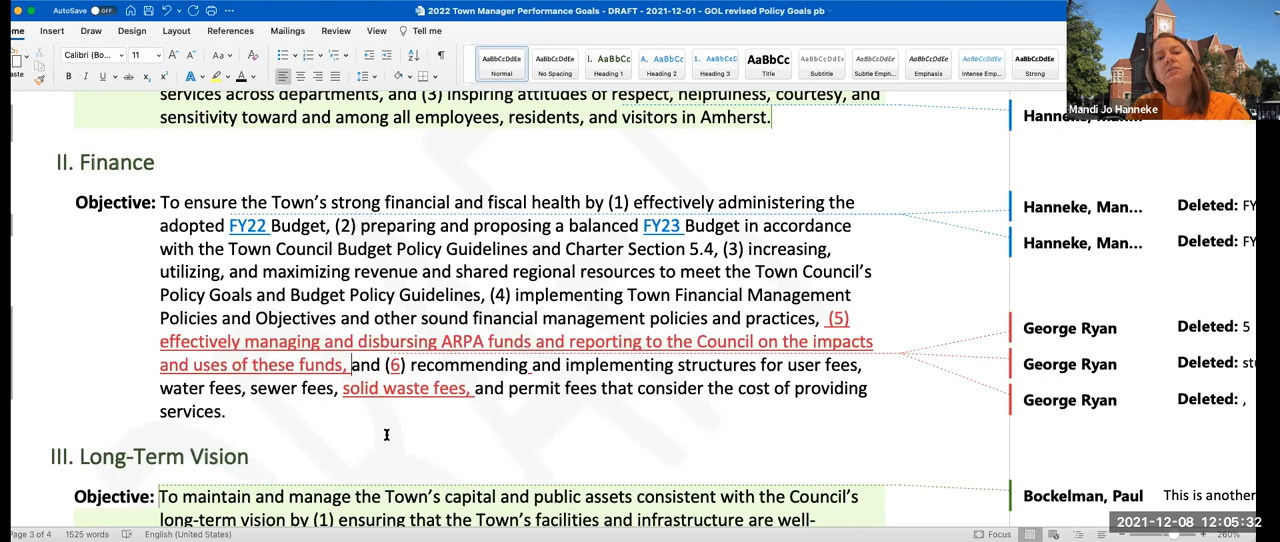 AutoSave OFF
2022 Town Manager Performance Goals - DRAFT - 2021-12-01 - GOL revised Policy Goals pb
Insert Draw Design Layout References Mailings Review View Tell me
Calibri (Bo... 11
AaBbCcDdEe AaBbCcDdEe I. AaBbCc A. AaBbCcD 1. AaBbCcD AaBbCc AaBbCcDdEe AaBbCcDdEe AaBbCcDdEe AaBbCcDdEe AaBbCcDdEe
Normal No Spacing Heading 1 Heading 2 Heading 3 Title Subtitle Subtle Emph... Emphasis Intense Emp... Strong
Mandi Jo Hanneke
services across departments, and (3) inspiring attitudes of respect, helpfulness, courtesy, and
sensitivity toward and among all employees, residents, and visitors in Amherst.
II. Finance
Objective: To ensure the Town's strong financial and fiscal health by (1) effectively administering the
adopted FY22 Budget, (2) preparing and proposing a balanced FY23 Budget in accordance
with the Town Council Budget Policy Guidelines and Charter Section 5.4, (3) increasing,
utilizing, and maximizing revenue and shared regional resources to meet the Town Council's
Policy Goals and Budget Policy Guidelines, (4) implementing Town Financial Management
Policies and Objectives and other sound financial management policies and practices, (5)
effectively managing and disbursing ARPA funds and reporting to the Council on the impacts
and uses of these funds, and (6) recommending and implementing structures for user fees,
water fees, sewer fees, solid waste fees, and permit fees that consider the cost of providing
services.
III. Long-Term Vision
Objective: To maintain and manage the Town's capital and public assets consistent with the Council's
long-term vision by (1) ensuring that the Town's facilities and infrastructure are well-
Hanneke, Man... Deleted: FY
Hanneke, Man... Deleted: FY
George Ryan Deleted: 5
George Ryan Deleted: st
George Ryan Deleted: ,
Bockelman, Paul This is another
2021-12-08 12:05:32
Page 3 of 4 1525 words English (United States) Focus 260%